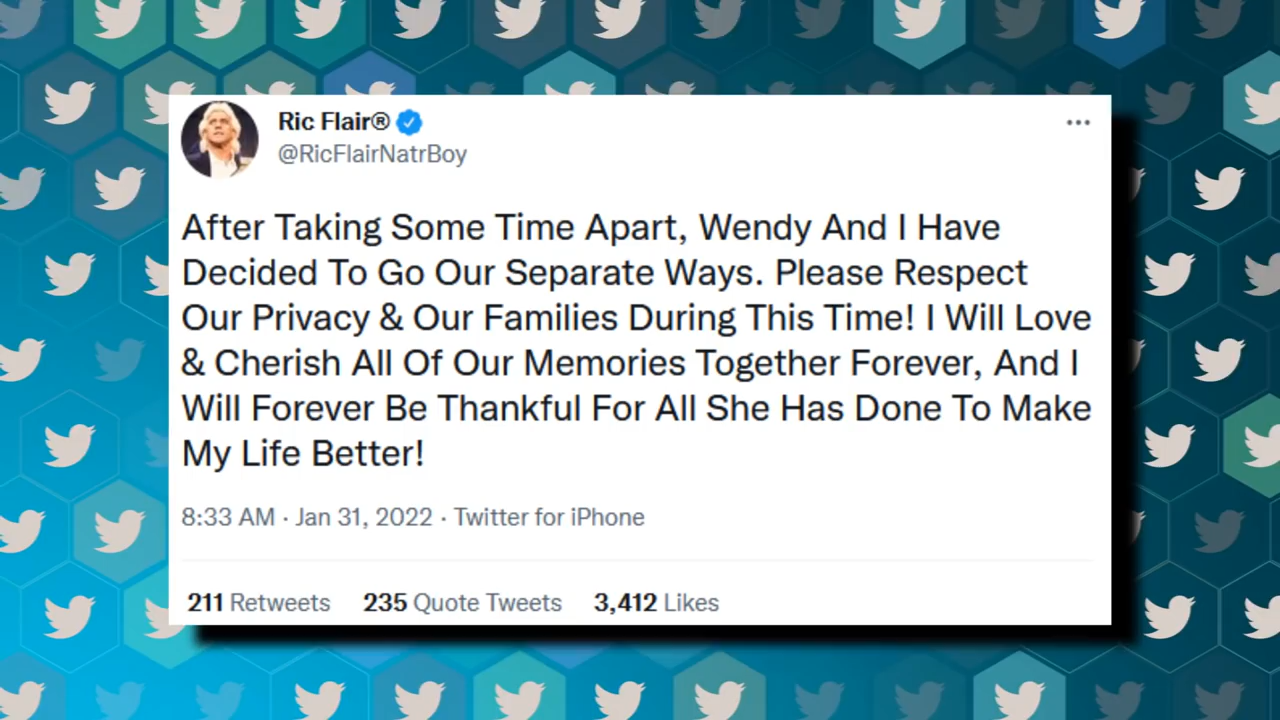 Ric Flair®
@RicFlairNatrBoy
After Taking Some Time Apart, Wendy And I Have
Decided To Go Our Separate Ways. Please Respect
Our Privacy & Our Families During This Time! I Will Love
& Cherish All Of Our Memories Together Forever, And I
Will Forever Be Thankful For All She Has Done To Make
My Life Better!
8:33 AM · Jan 31, 2022 · Twitter for iPhone
211 Retweets 235 Quote Tweets 3,412 Likes